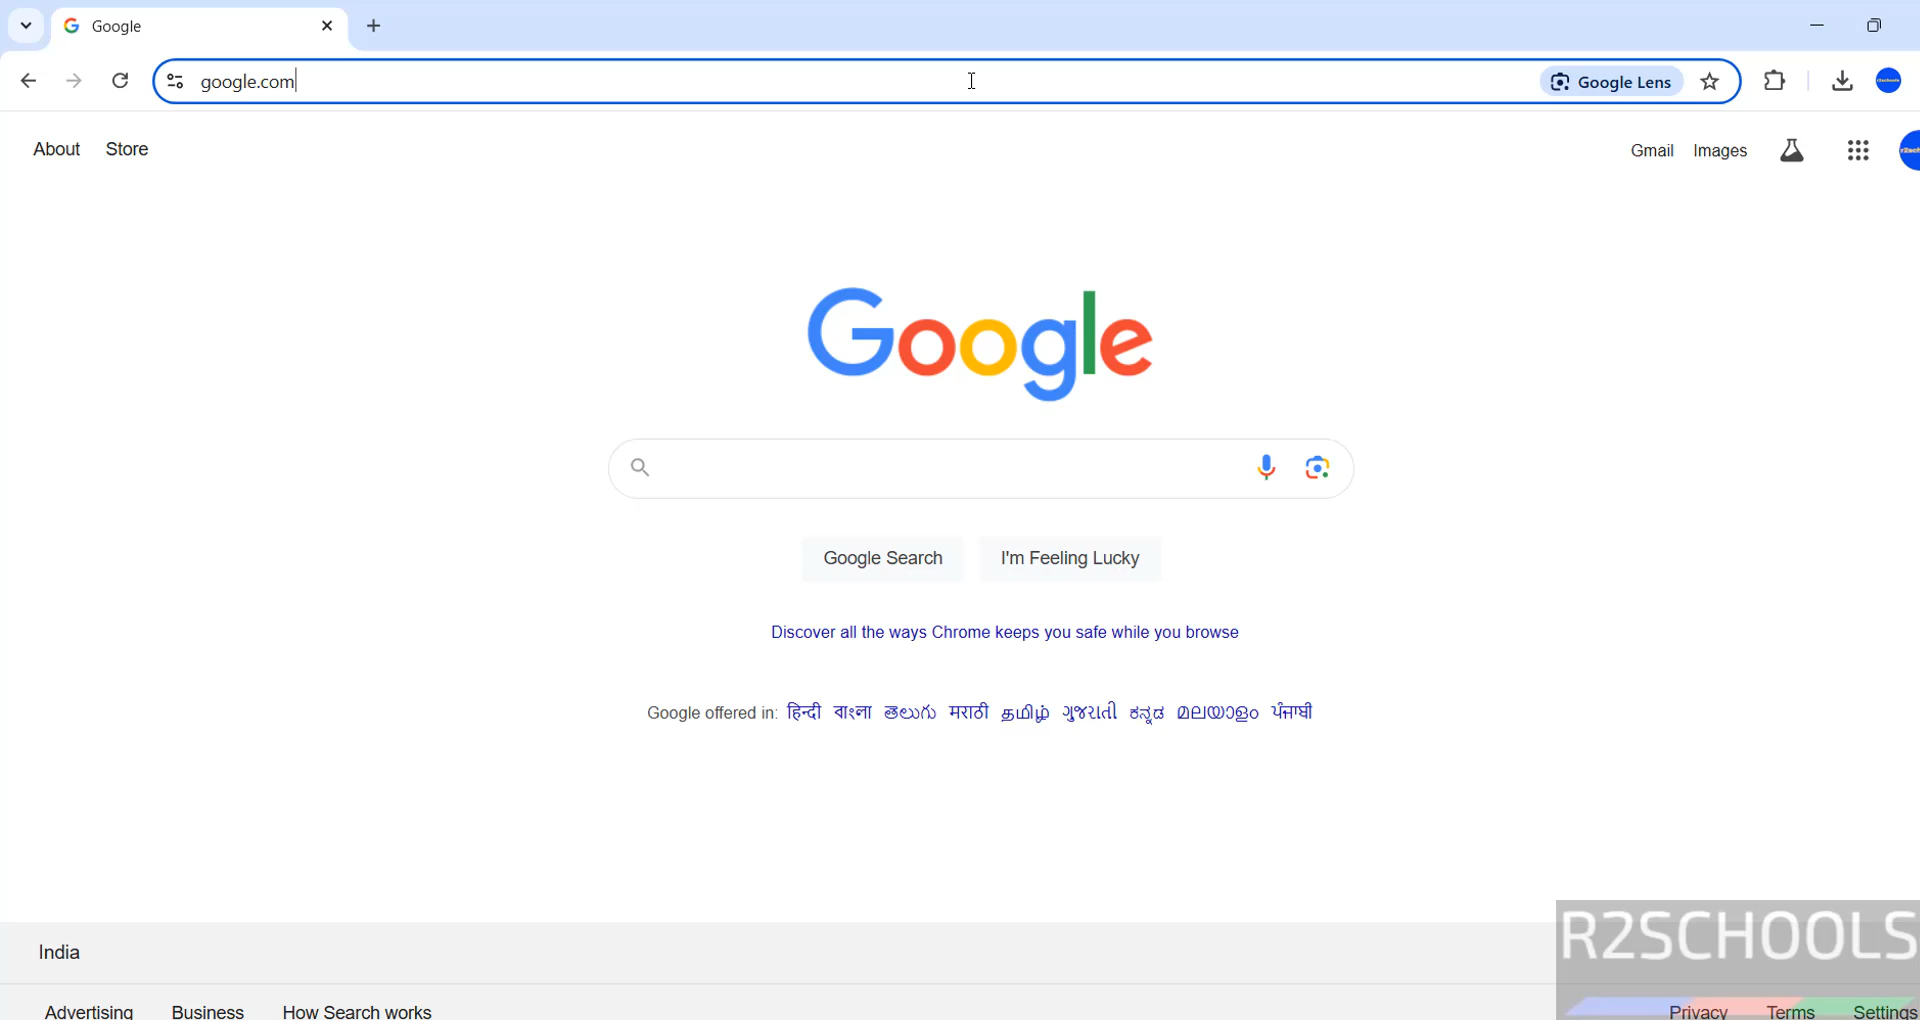 Google
google.com
Google Lens
About Store
Gmail Images
Google
Google Search I'm Feeling Lucky
Discover all the ways Chrome keeps you safe while you browse
Google offered in: हिन्दी বাংলা తెలుగు मराठी தமிழ் ગુજરાતી ಕನ್ನಡ മലയാളം ਪੰਜਾਬੀ
India
R2SCHOOLS
Advertising Business How Search works
Privacy Terms Settings